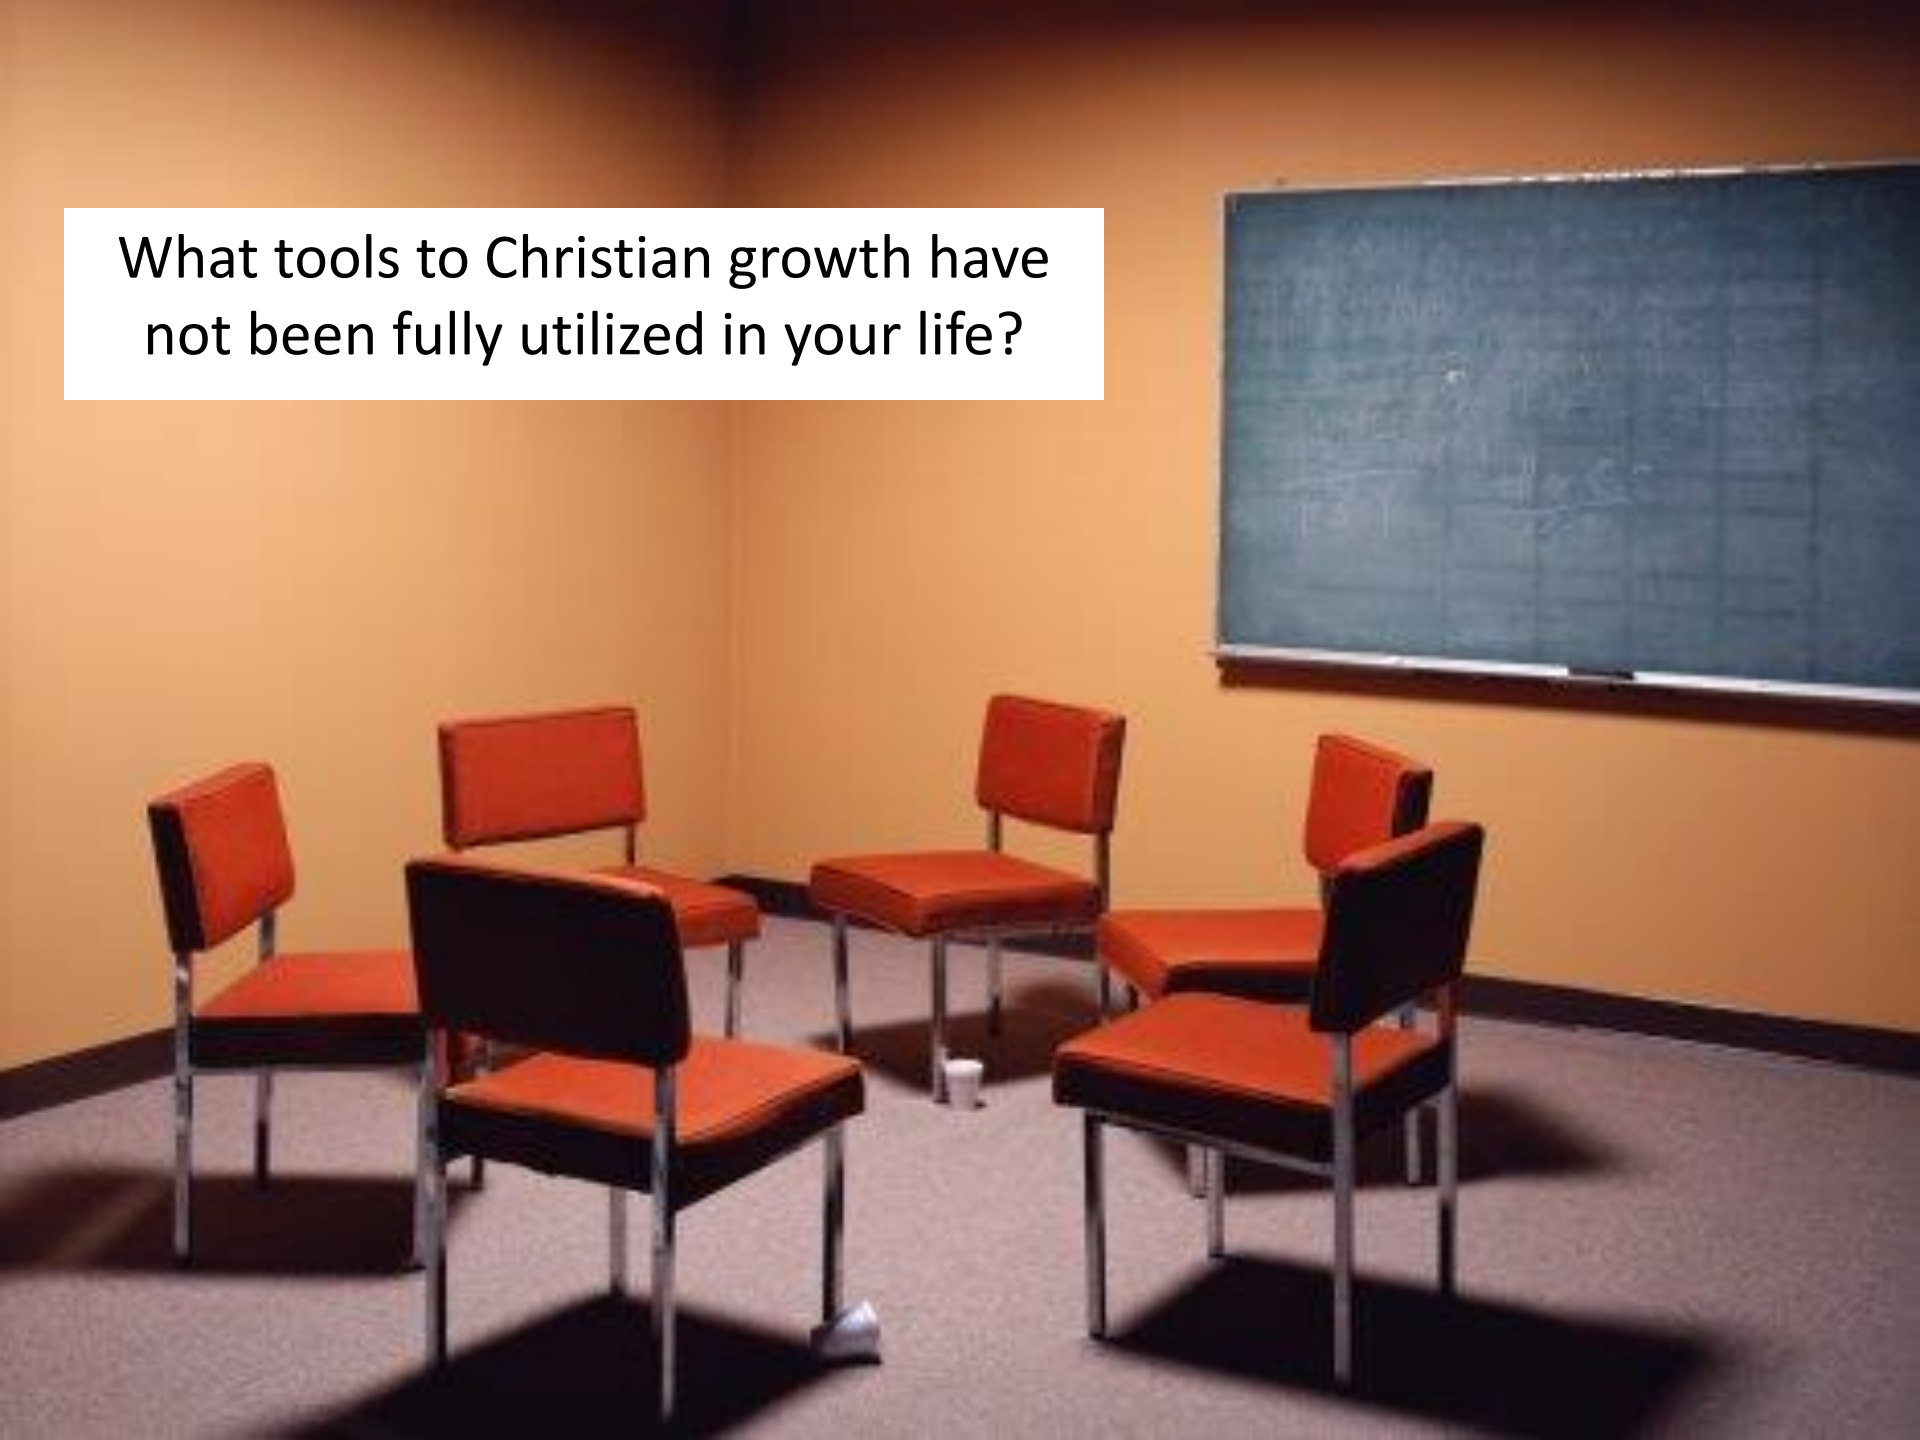 What tools to Christian growth have
not been fully utilized in your life?